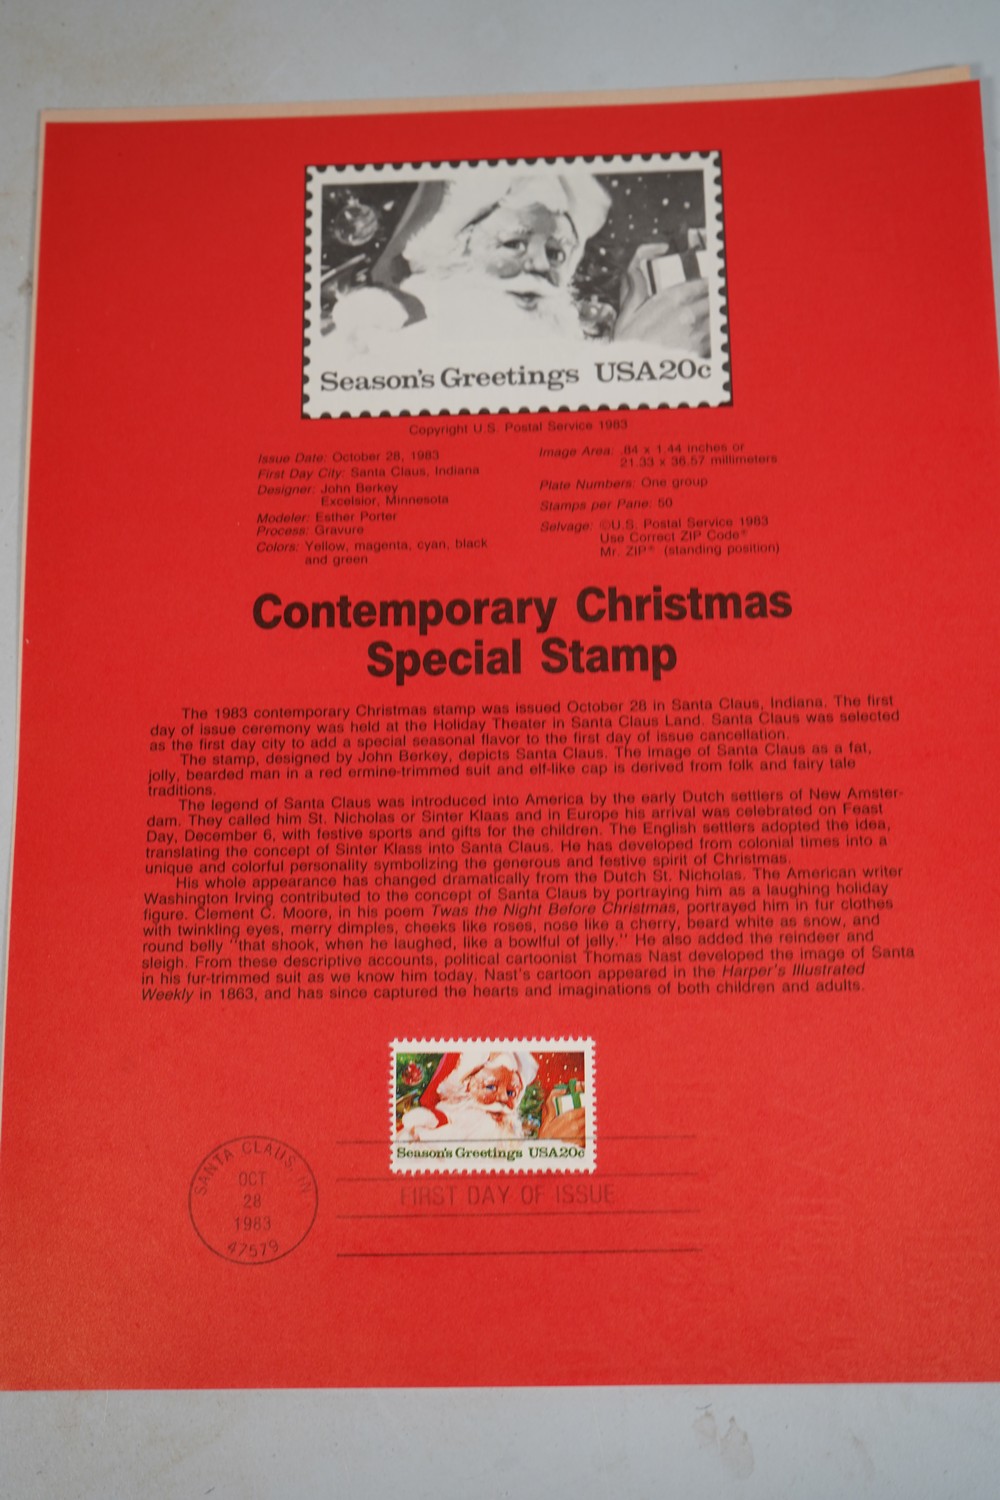 Season's Greetings USA20c
Copyright U.S. Postal Service 1983
Issue Date: October 28, 1983
First Day City: Santa Claus, Indiana
Designer: John Berkey
Excelsior, Minnesota
Modeler: Esther Porter
Process: Gravure
Colors: Yellow, magenta, cyan, black
and green
Image Area: .84 x 1.44 inches or
21.33 x 36.57 millimeters
Plate Numbers: One group
Stamps per Pane: 50
Selvage: ©U.S. Postal Service 1983
Use Correct ZIP Code®
Mr. ZIP® (standing position)
Contemporary Christmas
Special Stamp
The 1983 contemporary Christmas stamp was issued October 28 in Santa Claus, Indiana. The first
day of issue ceremony was held at the Holiday Theater in Santa Claus Land. Santa Claus was selected
as the first day city to add a special seasonal flavor to the first day of issue cancellation.
The stamp, designed by John Berkey, depicts Santa Claus. The image of Santa Claus as a fat,
jolly, bearded man in a red ermine-trimmed suit and elf-like cap is derived from folk and fairy tale
traditions.
The legend of Santa Claus was introduced into America by the early Dutch settlers of New Amster-
dam. They called him St. Nicholas or Sinter Klaas and in Europe his arrival was celebrated on Feast
Day, December 6, with festive sports and gifts for the children. The English settlers adopted the idea,
translating the concept of Sinter Klass into Santa Claus. He has developed from colonial times into a
unique and colorful personality symbolizing the generous and festive spirit of Christmas.
His whole appearance has changed dramatically from the Dutch St. Nicholas. The American writer
Washington Irving contributed to the concept of Santa Claus by portraying him as a laughing holiday
figure. Clement C. Moore, in his poem Twas the Night Before Christmas, portrayed him in fur clothes
with twinkling eyes, merry dimples, cheeks like roses, nose like a cherry, beard white as snow, and
round belly "that shook, when he laughed, like a bowlful of jelly." He also added the reindeer and
sleigh. From these descriptive accounts, political cartoonist Thomas Nast developed the image of Santa
in his fur-trimmed suit as we know him today. Nast's cartoon appeared in the Harper's Illustrated
Weekly in 1863, and has since captured the hearts and imaginations of both children and adults.
Season's Greetings USA20c
SANTA CLAUS, IN
OCT
28
1983
47579
FIRST DAY OF ISSUE